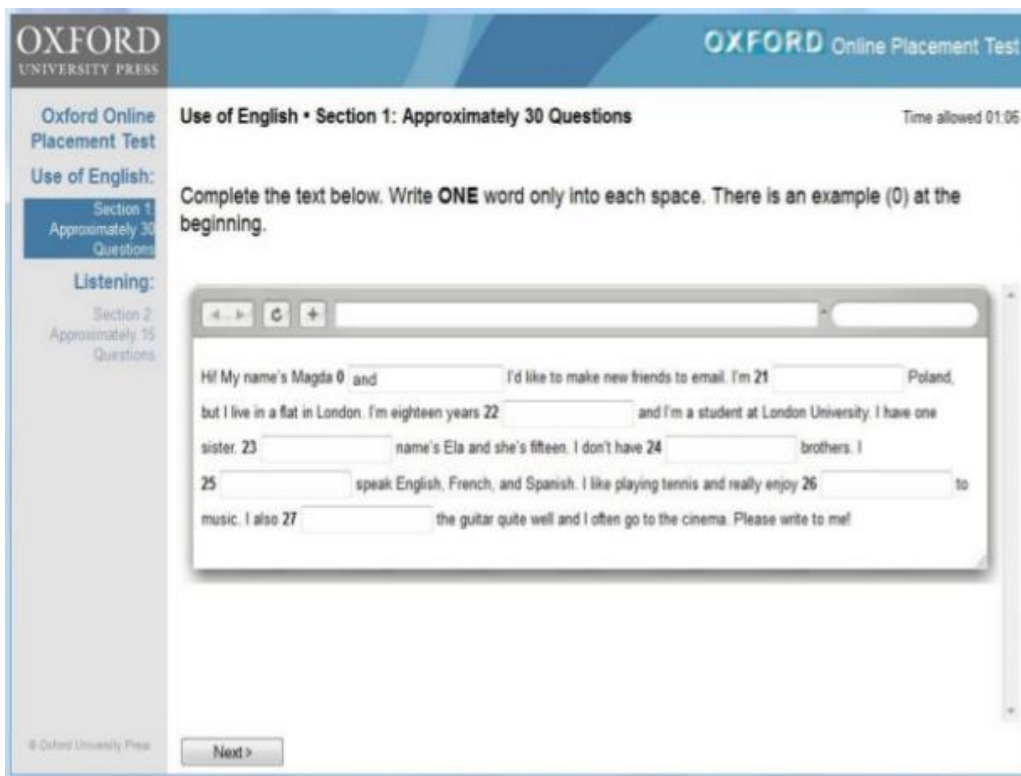 OXFORD
UNIVERSITY PRESS
OXFORD Online Placement Test
Oxford Online
Placement Test
Use of English:
Section 1
Approximately 30
Questions
Listening:
Section 2
Approximately 15
Questions
Use of English • Section 1: Approximately 30 Questions
Time allowed 01:06
Complete the text below. Write ONE word only into each space. There is an example (0) at the
beginning.
Hi! My name's Magda 0 and I'd like to make new friends to email. I'm 21 Poland,
but I live in a flat in London. I'm eighteen years 22 and I'm a student at London University. I have one
sister. 23 name's Ela and she's fifteen. I don't have 24 brothers. I
25 speak English, French, and Spanish. I like playing tennis and really enjoy 26 to
music. I also 27 the guitar quite well and I often go to the cinema. Please write to me!
© Oxford University Press
Next >